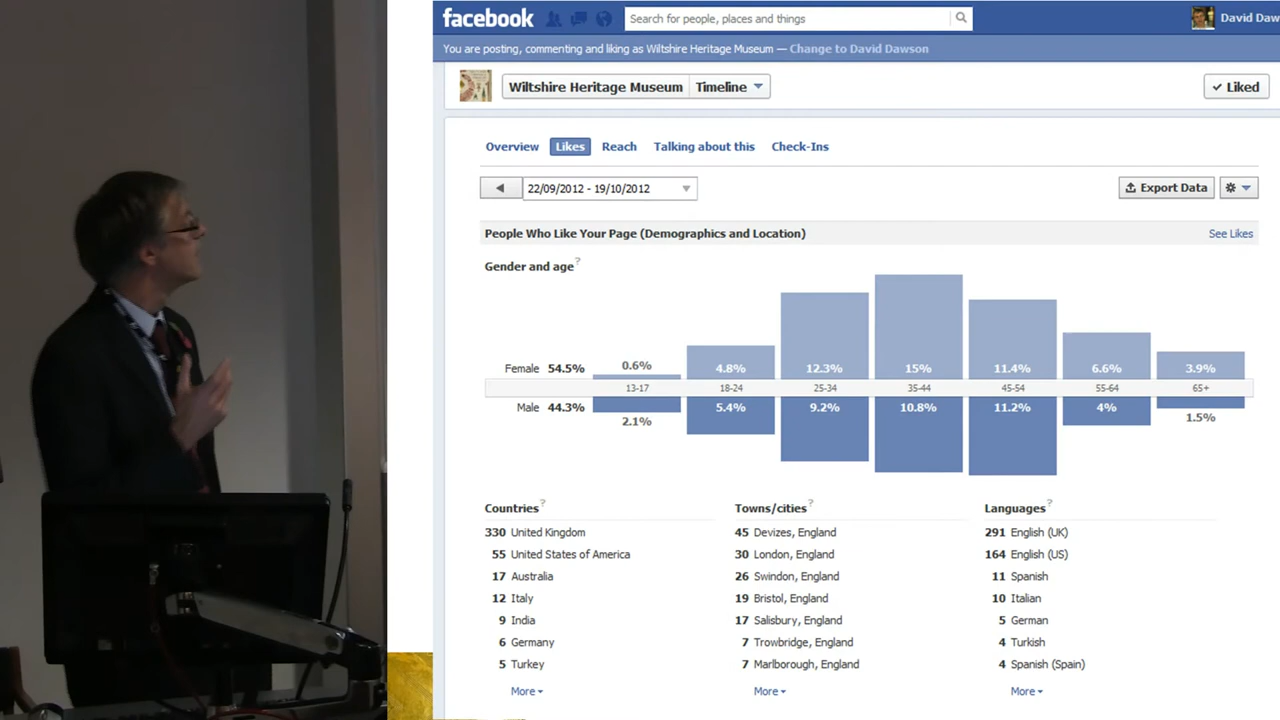 facebook
Search for people, places and things
David Daw
You are posting, commenting and liking as Wiltshire Heritage Museum — Change to David Dawson
Wiltshire Heritage Museum Timeline
Liked
Overview Likes Reach Talking about this Check-Ins
22/09/2012 - 19/10/2012
Export Data
People Who Like Your Page (Demographics and Location) See Likes
Gender and age ?
Female 54.5% 0.6% 4.8% 12.3% 15% 11.4% 6.6% 3.9%
13-17 18-24 25-34 35-44 45-54 55-64 65+
Male 44.3% 2.1% 5.4% 9.2% 10.8% 11.2% 4% 1.5%
Countries ? Towns/cities ? Languages ?
330 United Kingdom 45 Devizes, England 291 English (UK)
55 United States of America 30 London, England 164 English (US)
17 Australia 26 Swindon, England 11 Spanish
12 Italy 19 Bristol, England 10 Italian
9 India 17 Salisbury, England 5 German
6 Germany 7 Trowbridge, England 4 Turkish
5 Turkey 7 Marlborough, England 4 Spanish (Spain)
More More More